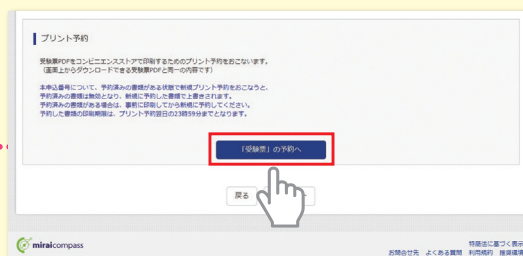 プリント予約
受験票PDFをコンビニエンスストアで印刷するためのプリント予約をおこないます。
（画面上からダウンロードできる受験票PDFと同一の内容です）
本申込番号について、予約済みの書類がある状態で新規プリント予約をおこなうと、
予約済みの書類は無効となり、新規に予約した書類で上書きされます。
予約済みの書類がある場合は、事前に印刷してから新規に予約してください。
予約した書類の印刷期限は、プリント予約翌日の23時59分までとなります。
「受験票」の予約へ
戻る
miraicompass
特商法に基づく表示
お問合せ先 よくある質問 利用規約 推奨環境